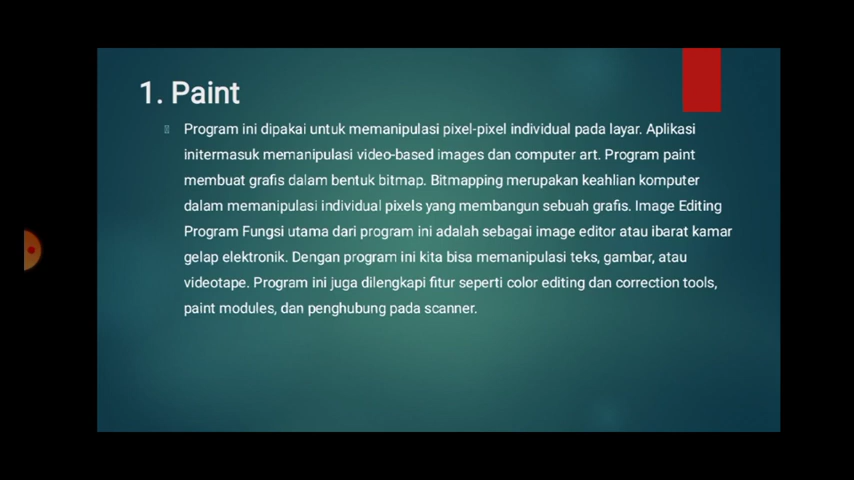 1. Paint
Program ini dipakai untuk memanipulasi pixel-pixel individual pada layar. Aplikasi
initermasuk memanipulasi video-based images dan computer art. Program paint
membuat grafis dalam bentuk bitmap. Bitmapping merupakan keahlian komputer
dalam memanipulasi individual pixels yang membangun sebuah grafis. Image Editing
Program Fungsi utama dari program ini adalah sebagai image editor atau ibarat kamar
gelap elektronik. Dengan program ini kita bisa memanipulasi teks, gambar, atau
videotape. Program ini juga dilengkapi fitur seperti color editing dan correction tools,
paint modules, dan penghubung pada scanner.